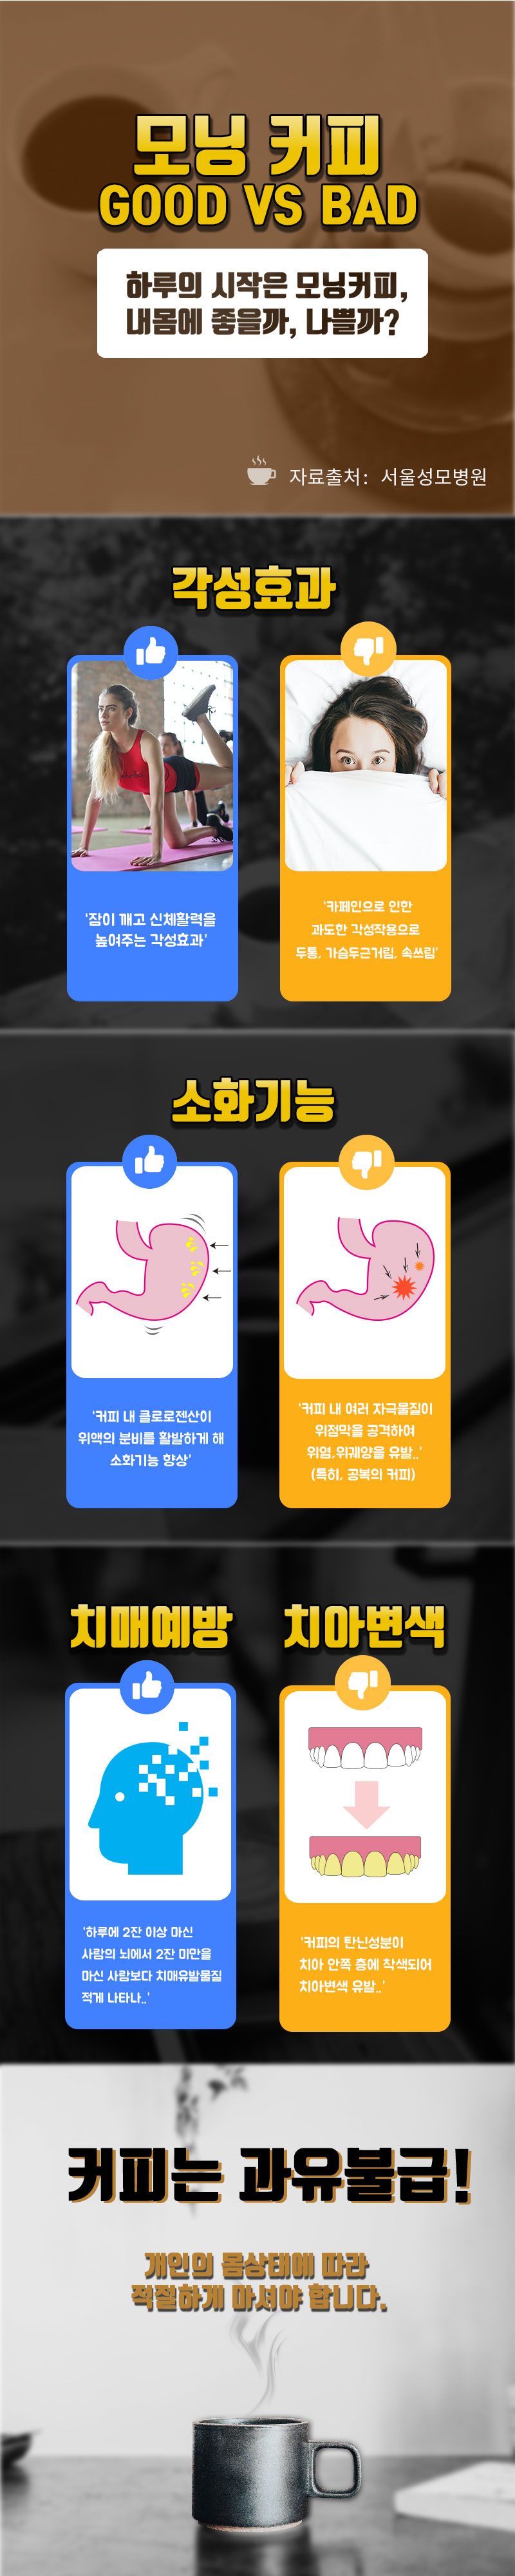 모닝 커피
GOOD VS BAD
하루의 시작은 모닝커피,
내몸에 좋을까, 나쁠까?
자료출처: 서울성모병원
각성효과
'잠이 깨고 신체활력을
높여주는 각성효과'
'카페인으로 인한
과도한 각성작용으로
두통, 가슴두근거림, 속쓰림'
소화기능
'커피 내 클로로젠산이
위액의 분비를 활발하게 해
소화기능 향상'
'커피 내 여러 자극물질이
위점막을 공격하여
위염,위궤양을 유발..'
(특히, 공복의 커피)
치매예방
'하루에 2잔 이상 마신
사람의 뇌에서 2잔 미만을
마신 사람보다 치매유발물질
적게 나타나..'
치아변색
'커피의 탄닌성분이
치아 안쪽 층에 착색되어
치아변색 유발..'
커피는 과유불급!
개인의 몸상태에 따라
적절하게 마셔야 합니다.